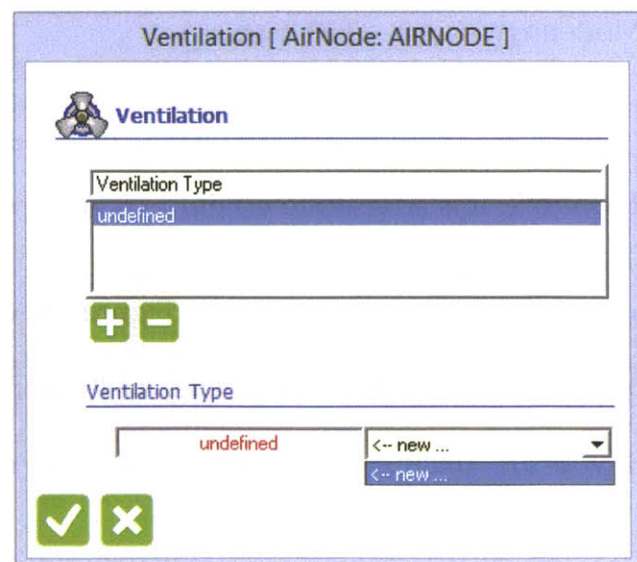 Ventilation [ AirNode: AIRNODE ]
Ventilation
Ventilation Type
undefined
Ventilation Type
undefined
<-- new ...
<-- new ...